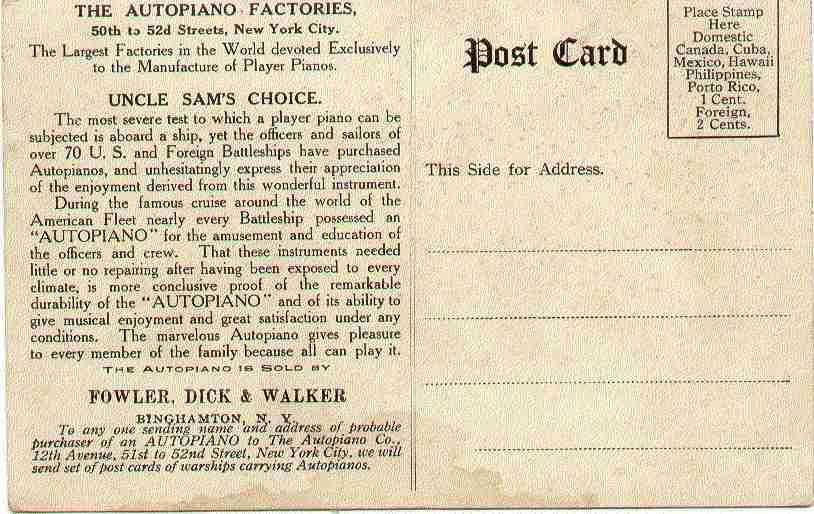 THE AUTOPIANO FACTORIES,
50th to 52d Streets, New York City.
The Largest Factories in the World devoted Exclusively
to the Manufacture of Player Pianos.
UNCLE SAM'S CHOICE.
The most severe test to which a player piano can be
subjected is aboard a ship, yet the officers and sailors of
over 70 U. S. and Foreign Battleships have purchased
Autopianos, and unhesitatingly express their appreciation
of the enjoyment derived from this wonderful instrument.
During the famous cruise around the world of the
American Fleet nearly every Battleship possessed an
"AUTOPIANO" for the amusement and education of
the officers and crew. That these instruments needed
little or no repairing after having been exposed to every
climate, is more conclusive proof of the remarkable
durability of the "AUTOPIANO" and of its ability to
give musical enjoyment and great satisfaction under any
conditions. The marvelous Autopiano gives pleasure
to every member of the family because all can play it.
THE AUTOPIANO IS SOLD BY
FOWLER, DICK & WALKER
BINGHAMTON, N. Y.
To any one sending name and address of probable
purchaser of an AUTOPIANO to The Autopiano Co.,
12th Avenue, 51st to 52nd Street, New York City, we will
send set of post cards of warships carrying Autopianos.
Post Card
Place Stamp
Here
Domestic
Canada, Cuba,
Mexico, Hawaii
Philippines,
Porto Rico,
1 Cent.
Foreign,
2 Cents.
This Side for Address.